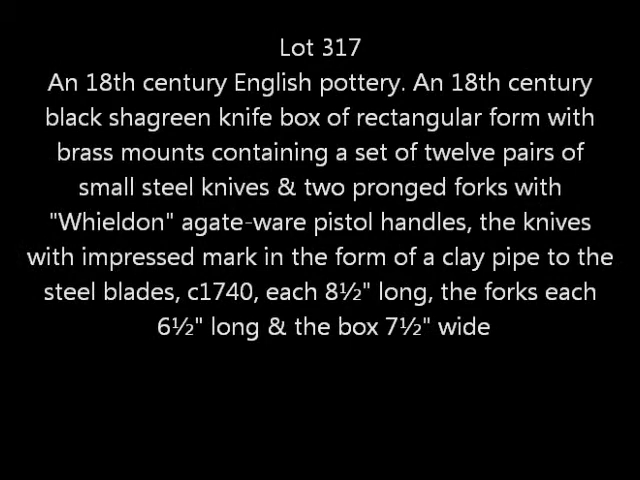 Lot 317
An 18th century English pottery. An 18th century
black shagreen knife box of rectangular form with
brass mounts containing a set of twelve pairs of
small steel knives & two pronged forks with
"Whieldon" agate-ware pistol handles, the knives
with impressed mark in the form of a clay pipe to the
steel blades, c1740, each 8½" long, the forks each
6½" long & the box 7½" wide